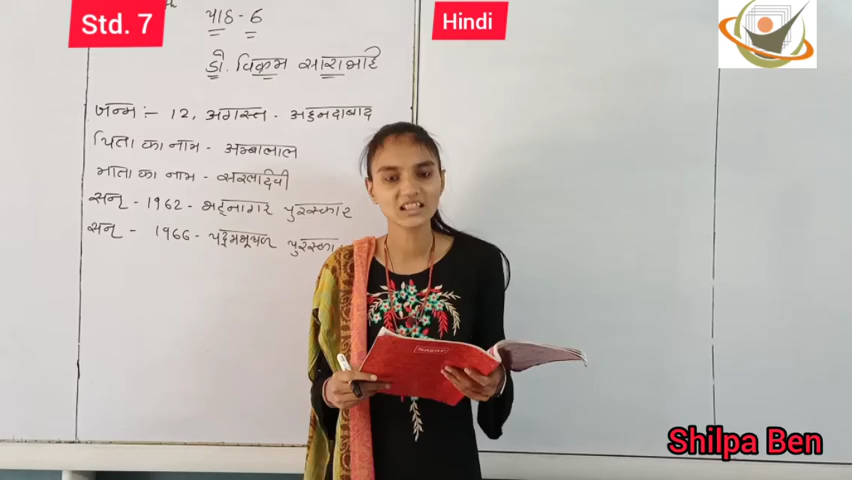 Std. 7
Hindi
पाठ - 6
डॉ. विक्रम साराभाई
जन्म :- 12, अगस्त - अहमदाबाद
पिता का नाम - अम्बालाल
माता का नाम - सरलादेवी
सन् - 1962 - भटनागर पुरस्कार
सन् - 1966 - पद्मभूषण पुरस्का
Shilpa Ben